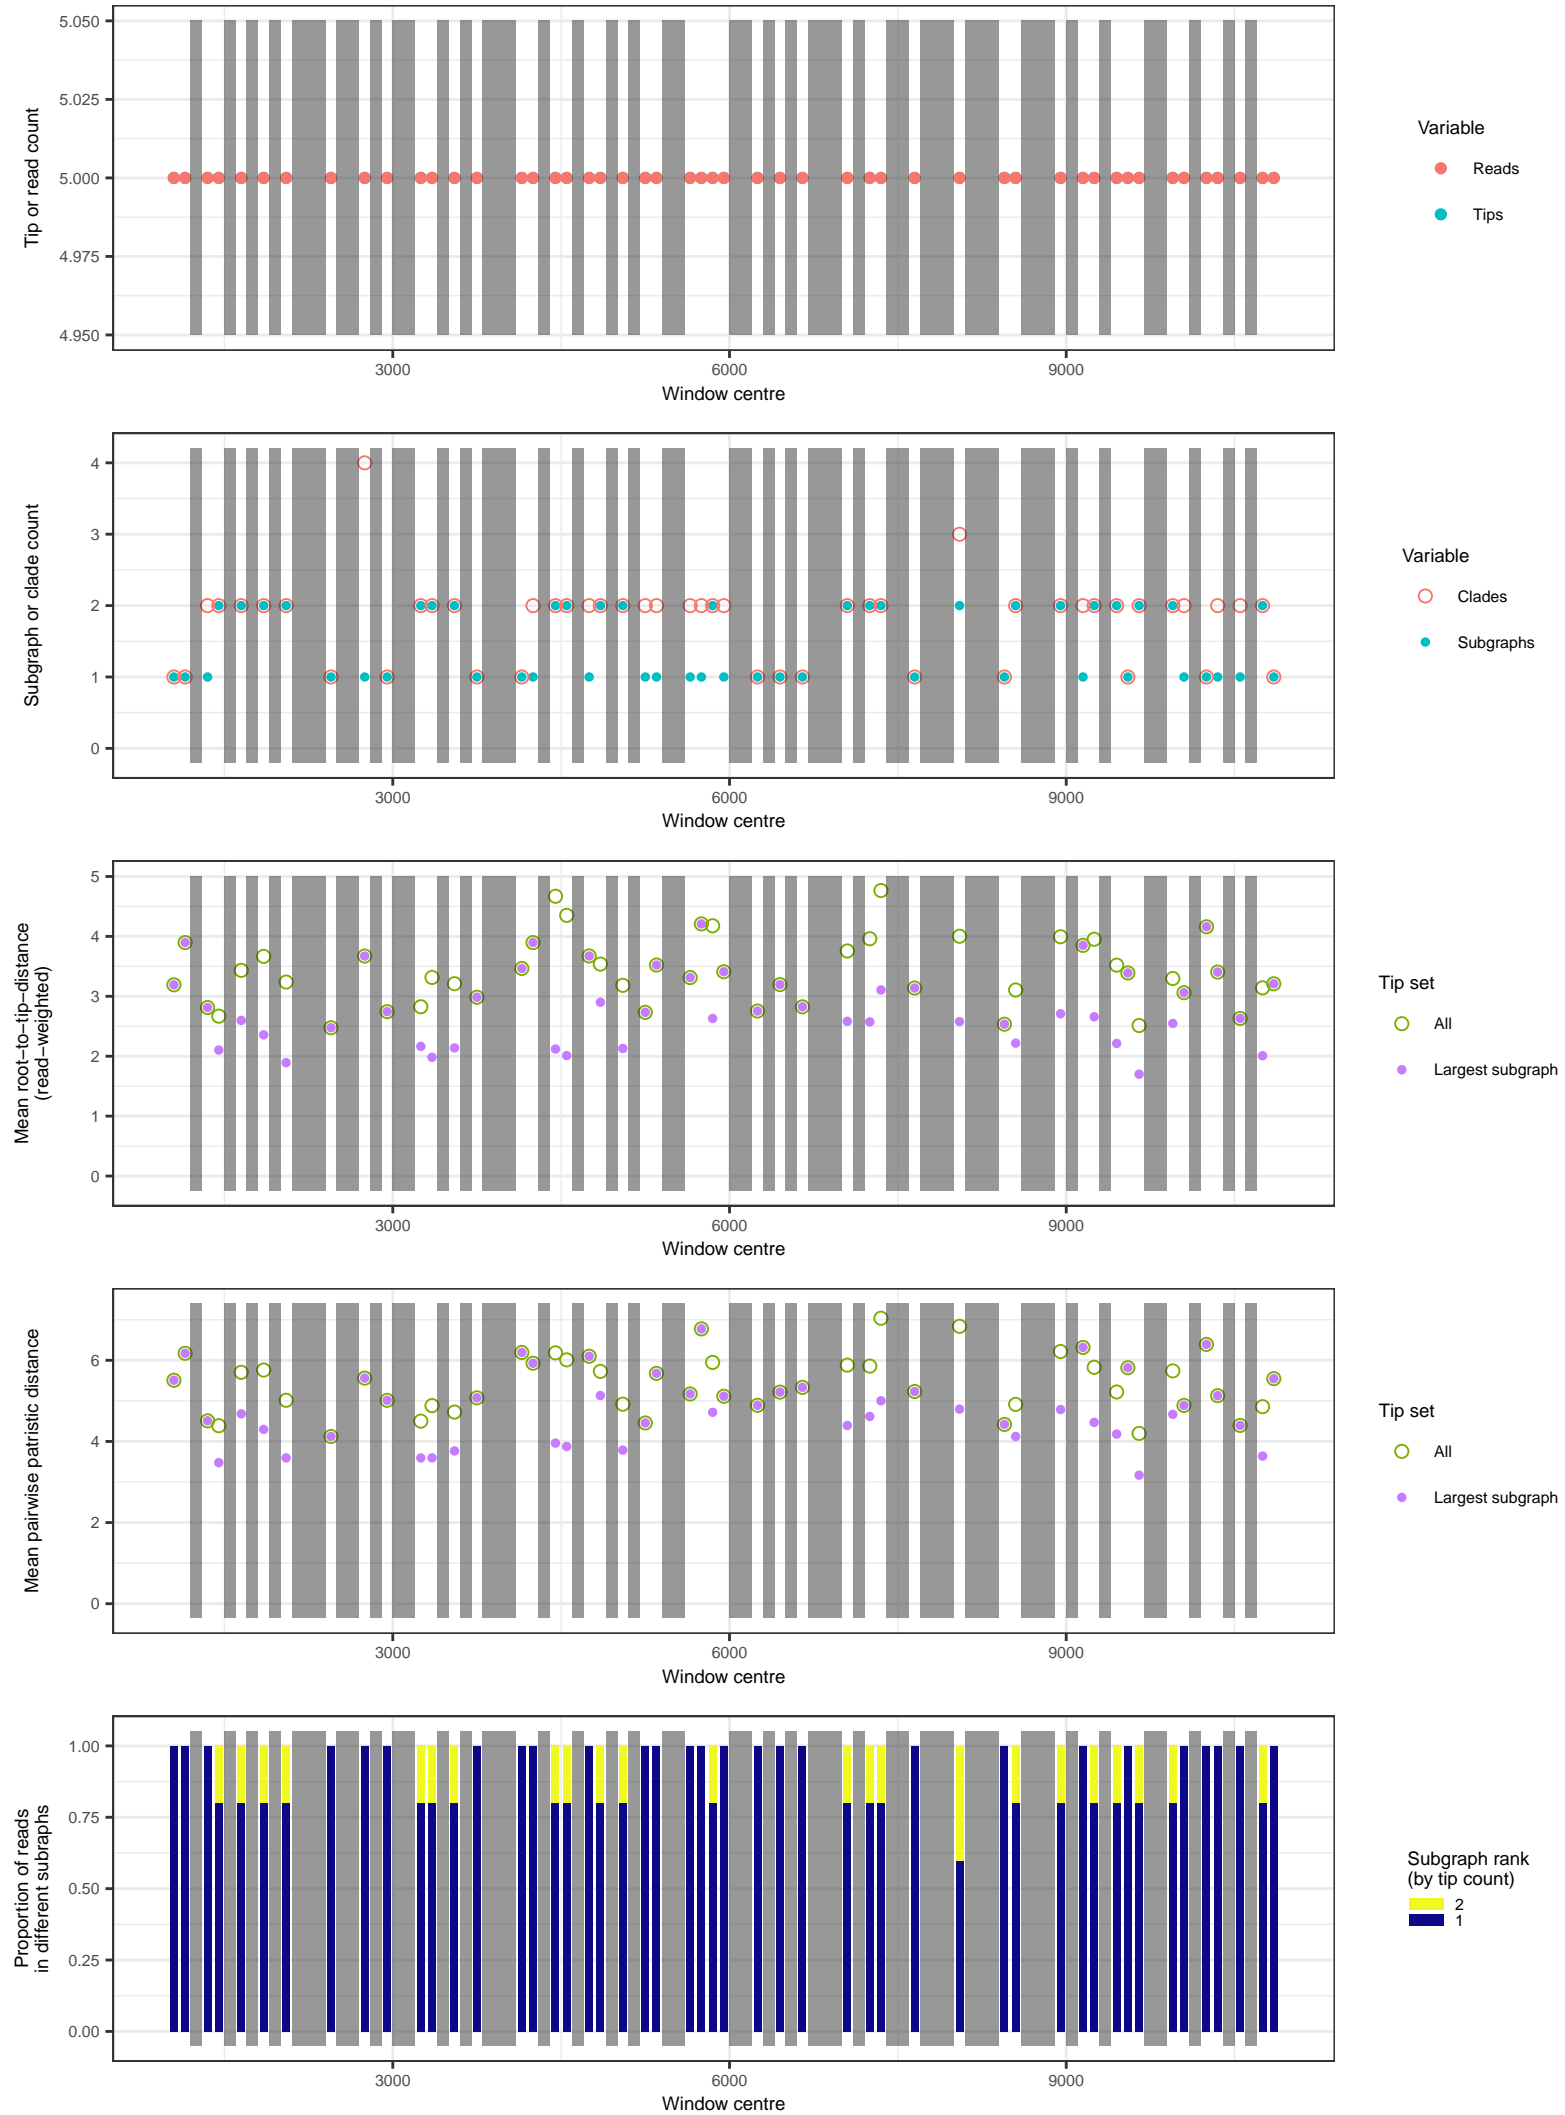 5.050
5.025
5.000
4.975
4.950
Tip or read count
3000
6000
9000
Window centre
Variable
Reads
Tips
4
3
2
1
0
Subgraph or clade count
3000
6000
9000
Window centre
Variable
Clades
Subgraphs
5
4
3
2
1
0
Mean root−to−tip−distance
(read−weighted)
3000
6000
9000
Window centre
Tip set
All
Largest subgraph
6
4
2
0
Mean pairwise patristic distance
3000
6000
9000
Window centre
Tip set
All
Largest subgraph
1.00
0.75
0.50
0.25
0.00
Proportion of reads
in different subraphs
3000
6000
9000
Window centre
Subgraph rank
(by tip count)
2
1